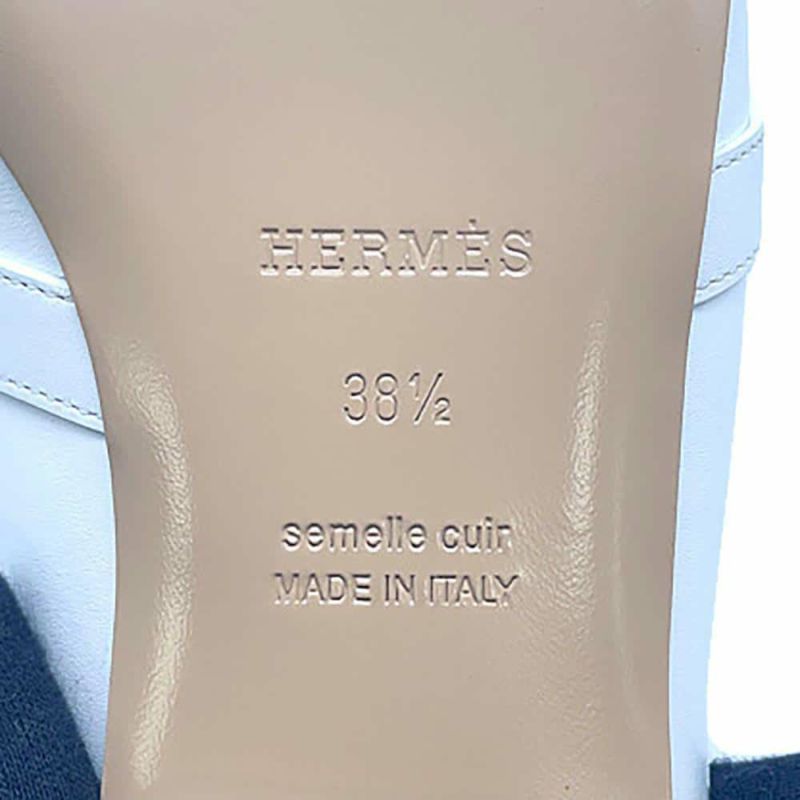 HERMÈS
38½
semelle cuir
MADE IN ITALY